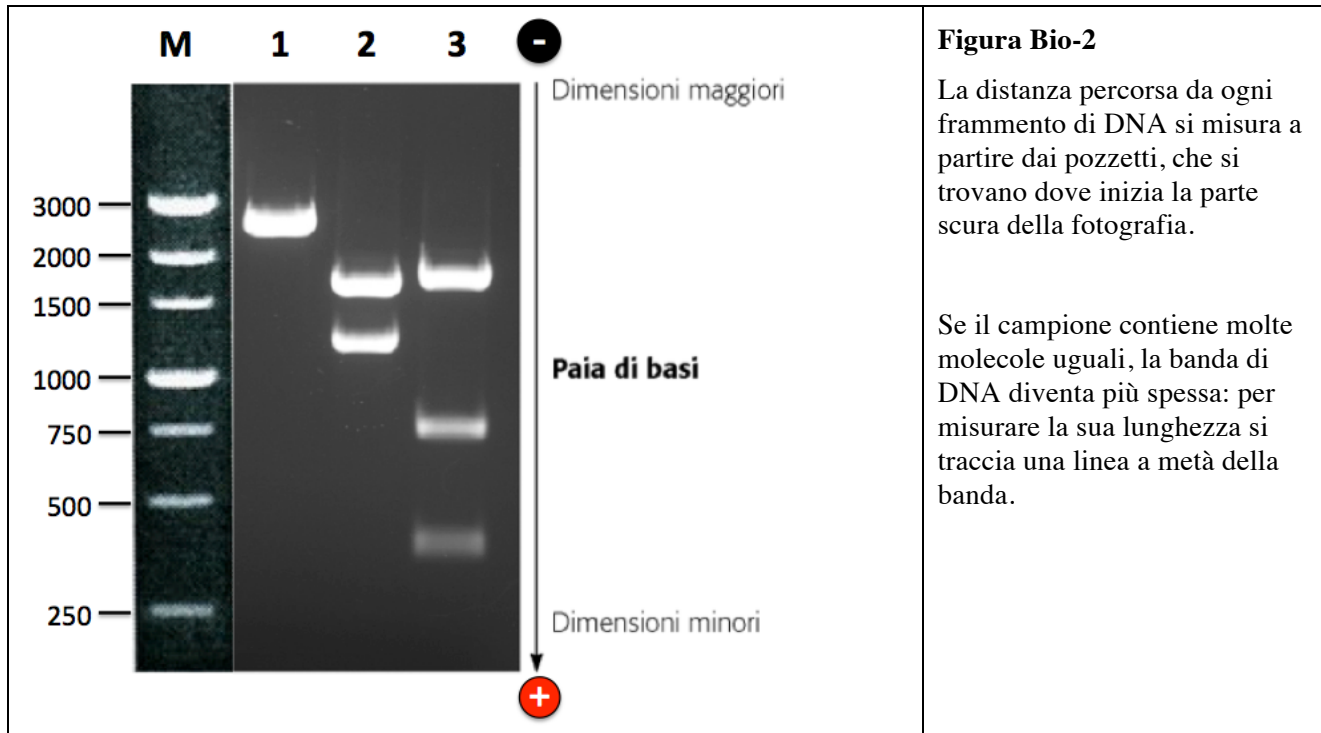 M 1 2 3 -
Dimensioni maggiori
3000
2000
1500
1000
750
500
250
Paia di basi
Dimensioni minori
+
Figura Bio-2
La distanza percorsa da ogni
frammento di DNA si misura a
partire dai pozzetti, che si
trovano dove inizia la parte
scura della fotografia.
Se il campione contiene molte
molecole uguali, la banda di
DNA diventa più spessa: per
misurare la sua lunghezza si
traccia una linea a metà della
banda.